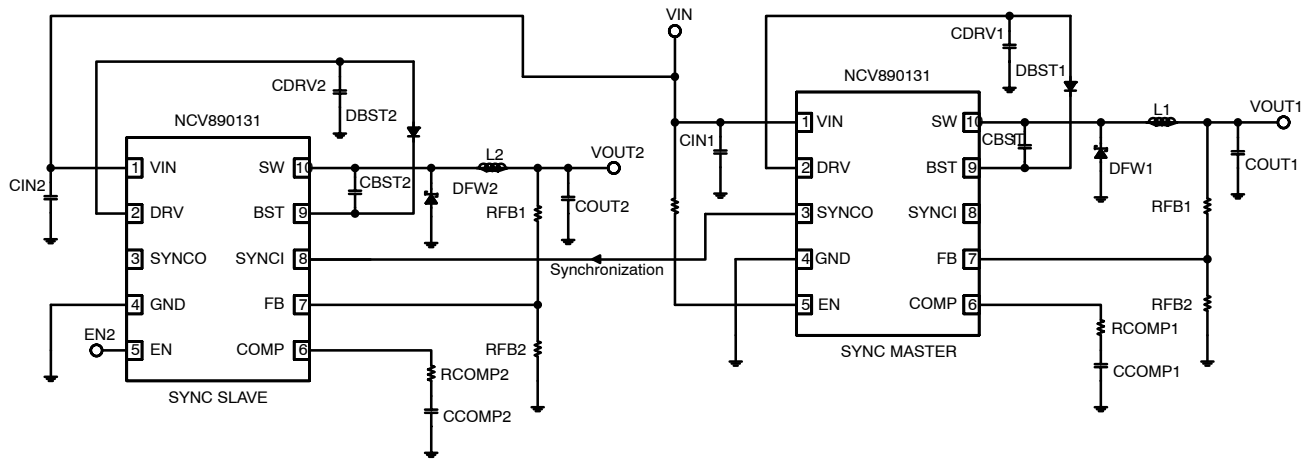 VIN
CDRV1
DBST1
NCV890131
L1
VOUT1
1 VIN
SW 10
CIN1
CBST1
DFW1
COUT1
2 DRV
BST 9
3 SYNCO
SYNCI 8
RFB1
4 GND
FB 7
5 EN
COMP 6
RFB2
RCOMP1
CCOMP1
SYNC MASTER
CDRV2
DBST2
NCV890131
L2
VOUT2
1 VIN
SW 10
CIN2
CBST2
DFW2
COUT2
2 DRV
BST 9
RFB1
3 SYNCO
SYNCI 8
Synchronization
4 GND
FB 7
EN2
5 EN
COMP 6
RFB2
RCOMP2
CCOMP2
SYNC SLAVE